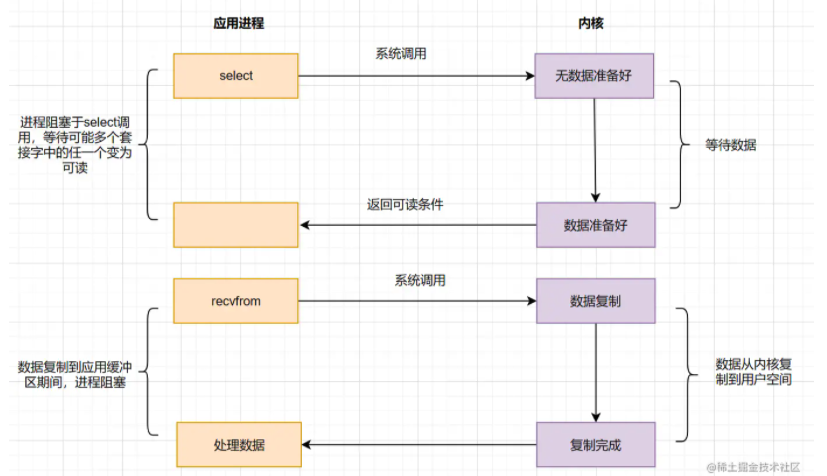 应用进程
内核
系统调用
select
无数据准备好
进程阻塞于select调
用，等待可能多个套
接字中的任一个变为
可读
等待数据
返回可读条件
数据准备好
系统调用
recvfrom
数据复制
数据复制到应用缓冲
区期间，进程阻塞
数据从内核复
制到用户空间
处理数据
复制完成
@稀土掘金技术社区